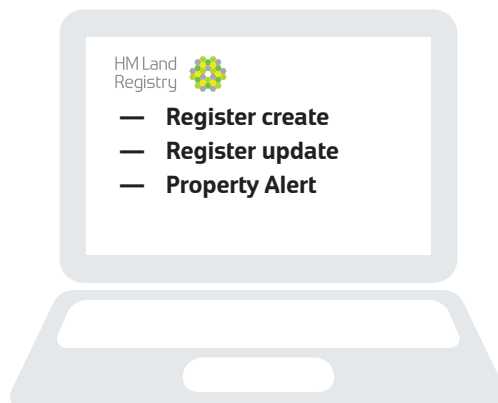 HM Land
Registry
— Register create
— Register update
— Property Alert